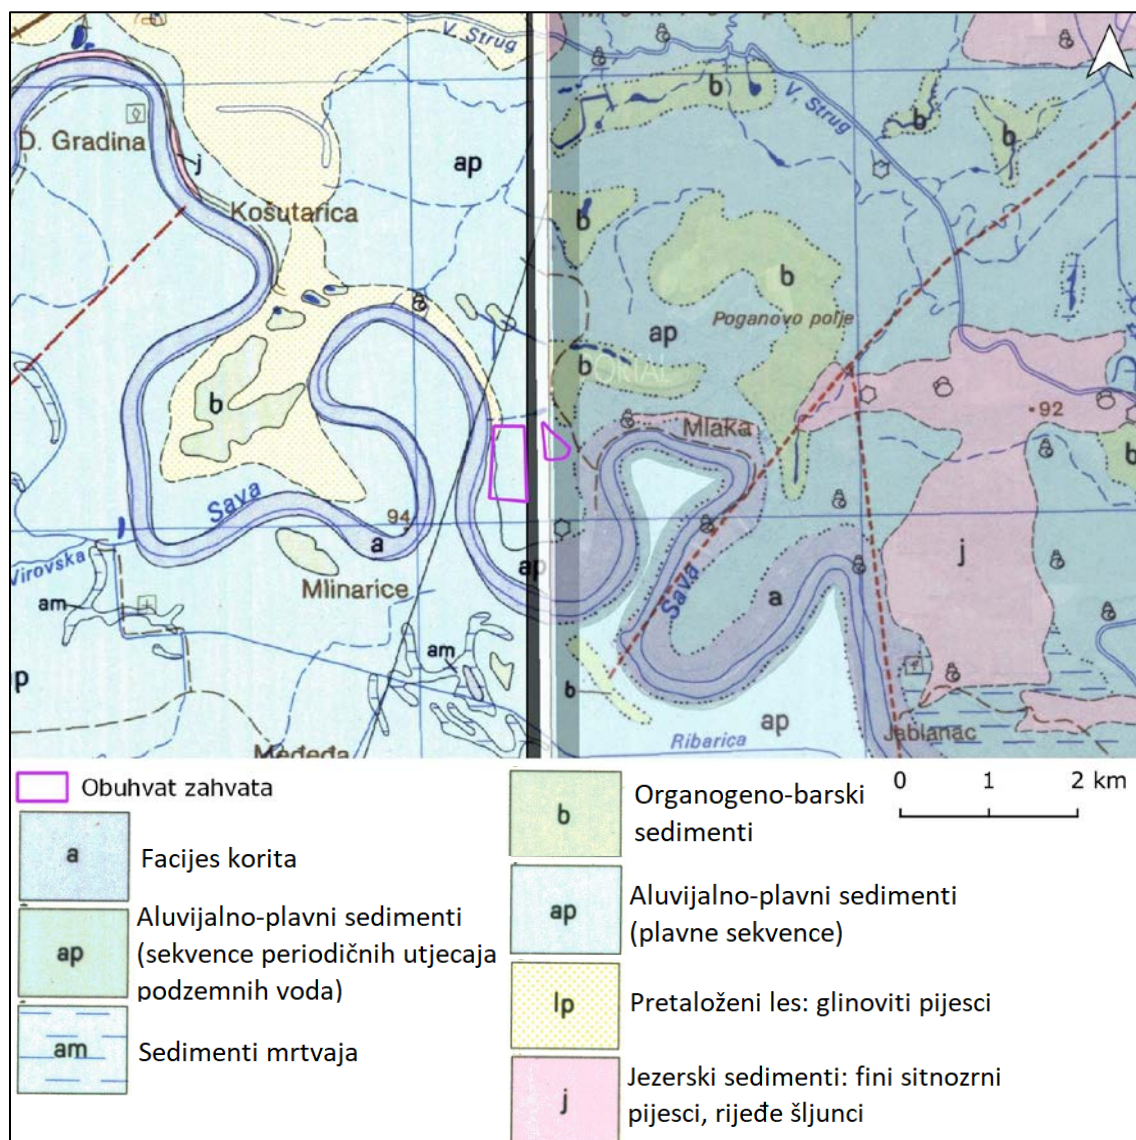 V. Strug
b
V. Strug
b
b
D. Gradina
j
ap
Košutarica
b
b
Poganovo polje
ap
b
ORTAL
b
Mlaka
92
b
Sava
94
a
j
ap
Virovska
Mlinarice
am
Sava
a
am
b
ap
ap
Jablanac
Ribarica
Međeđa
Obuhvat zahvata
a
Facijes korita
ap
Aluvijalno-plavni sedimenti
(sekvence periodičnih utjecaja
podzemnih voda)
am
Sedimenti mrtvaja
b
Organogeno-barski
sedimenti
ap
Aluvijalno-plavni sedimenti
(plavne sekvence)
lp
Pretaloženi les: glinoviti pijesci
j
Jezerski sedimenti: fini sitnozrni
pijesci, rijeđe šljunci
0 1 2 km